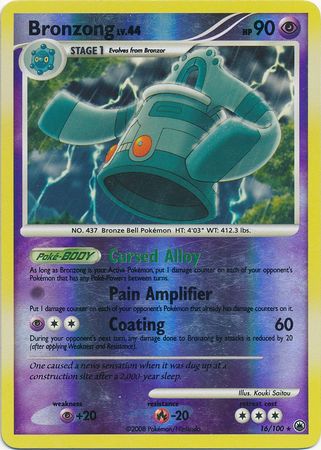 Bronzong LV.44 HP 90
STAGE 1 Evolves from Bronzor
NO. 437 Bronze Bell Pokémon HT: 4'03" WT: 412.3 lbs.
Poké-BODY Cursed Alloy
As long as Bronzong is your Active Pokémon, put 1 damage counter on each of your opponent's
Pokémon that has any Poké-Powers between turns.
Pain Amplifier
Put 1 damage counter on each of your opponent's Pokémon that already has damage counters on it.
Coating 60
During your opponent's next turn, any damage done to Bronzong by attacks is reduced by 20
(after applying Weakness and Resistance).
One caused a news sensation when it was dug up at a
construction site after a 2,000-year sleep.
Illus. Kouki Saitou
weakness resistance retreat cost
+20 -20
©2008 Pokémon/Nintendo 16/100 ★